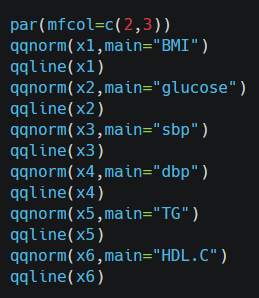 par(mfcol=c(2,3))
qqnorm(x1,main="BMI")
qqline(x1)
qqnorm(x2,main="glucose")
qqline(x2)
qqnorm(x3,main="sbp")
qqline(x3)
qqnorm(x4,main="dbp")
qqline(x4)
qqnorm(x5,main="TG")
qqline(x5)
qqnorm(x6,main="HDL.C")
qqline(x6)